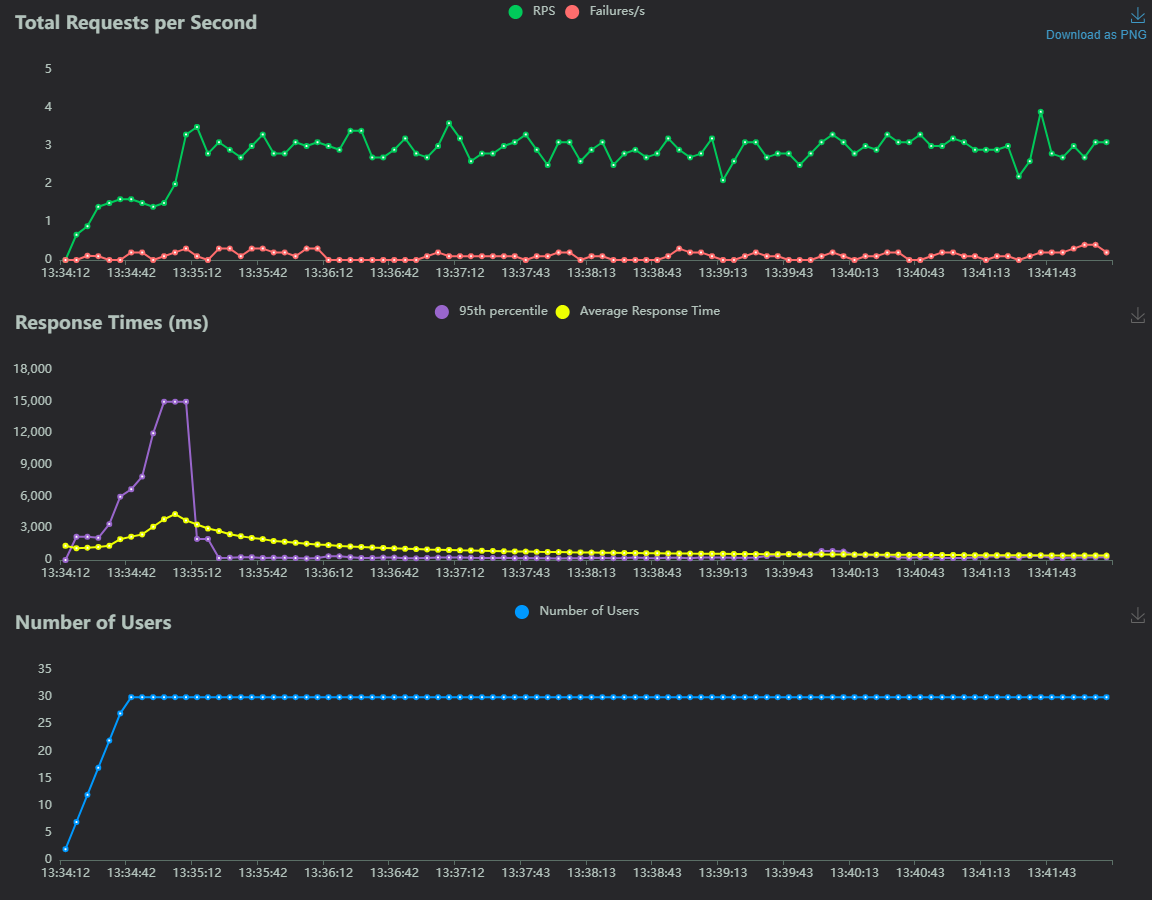 Total Requests per Second
RPS Failures/s
Download as PNG
5
4
3
2
1
0
13:34:12 13:34:42 13:35:12 13:35:42 13:36:12 13:36:42 13:37:12 13:37:43 13:38:13 13:38:43 13:39:13 13:39:43 13:40:13 13:40:43 13:41:13 13:41:43
Response Times (ms)
95th percentile Average Response Time
18,000
15,000
12,000
9,000
6,000
3,000
0
13:34:12 13:34:42 13:35:12 13:35:42 13:36:12 13:36:42 13:37:12 13:37:43 13:38:13 13:38:43 13:39:13 13:39:43 13:40:13 13:40:43 13:41:13 13:41:43
Number of Users
Number of Users
35
30
25
20
15
10
5
0
13:34:12 13:34:42 13:35:12 13:35:42 13:36:12 13:36:42 13:37:12 13:37:43 13:38:13 13:38:43 13:39:13 13:39:43 13:40:13 13:40:43 13:41:13 13:41:43